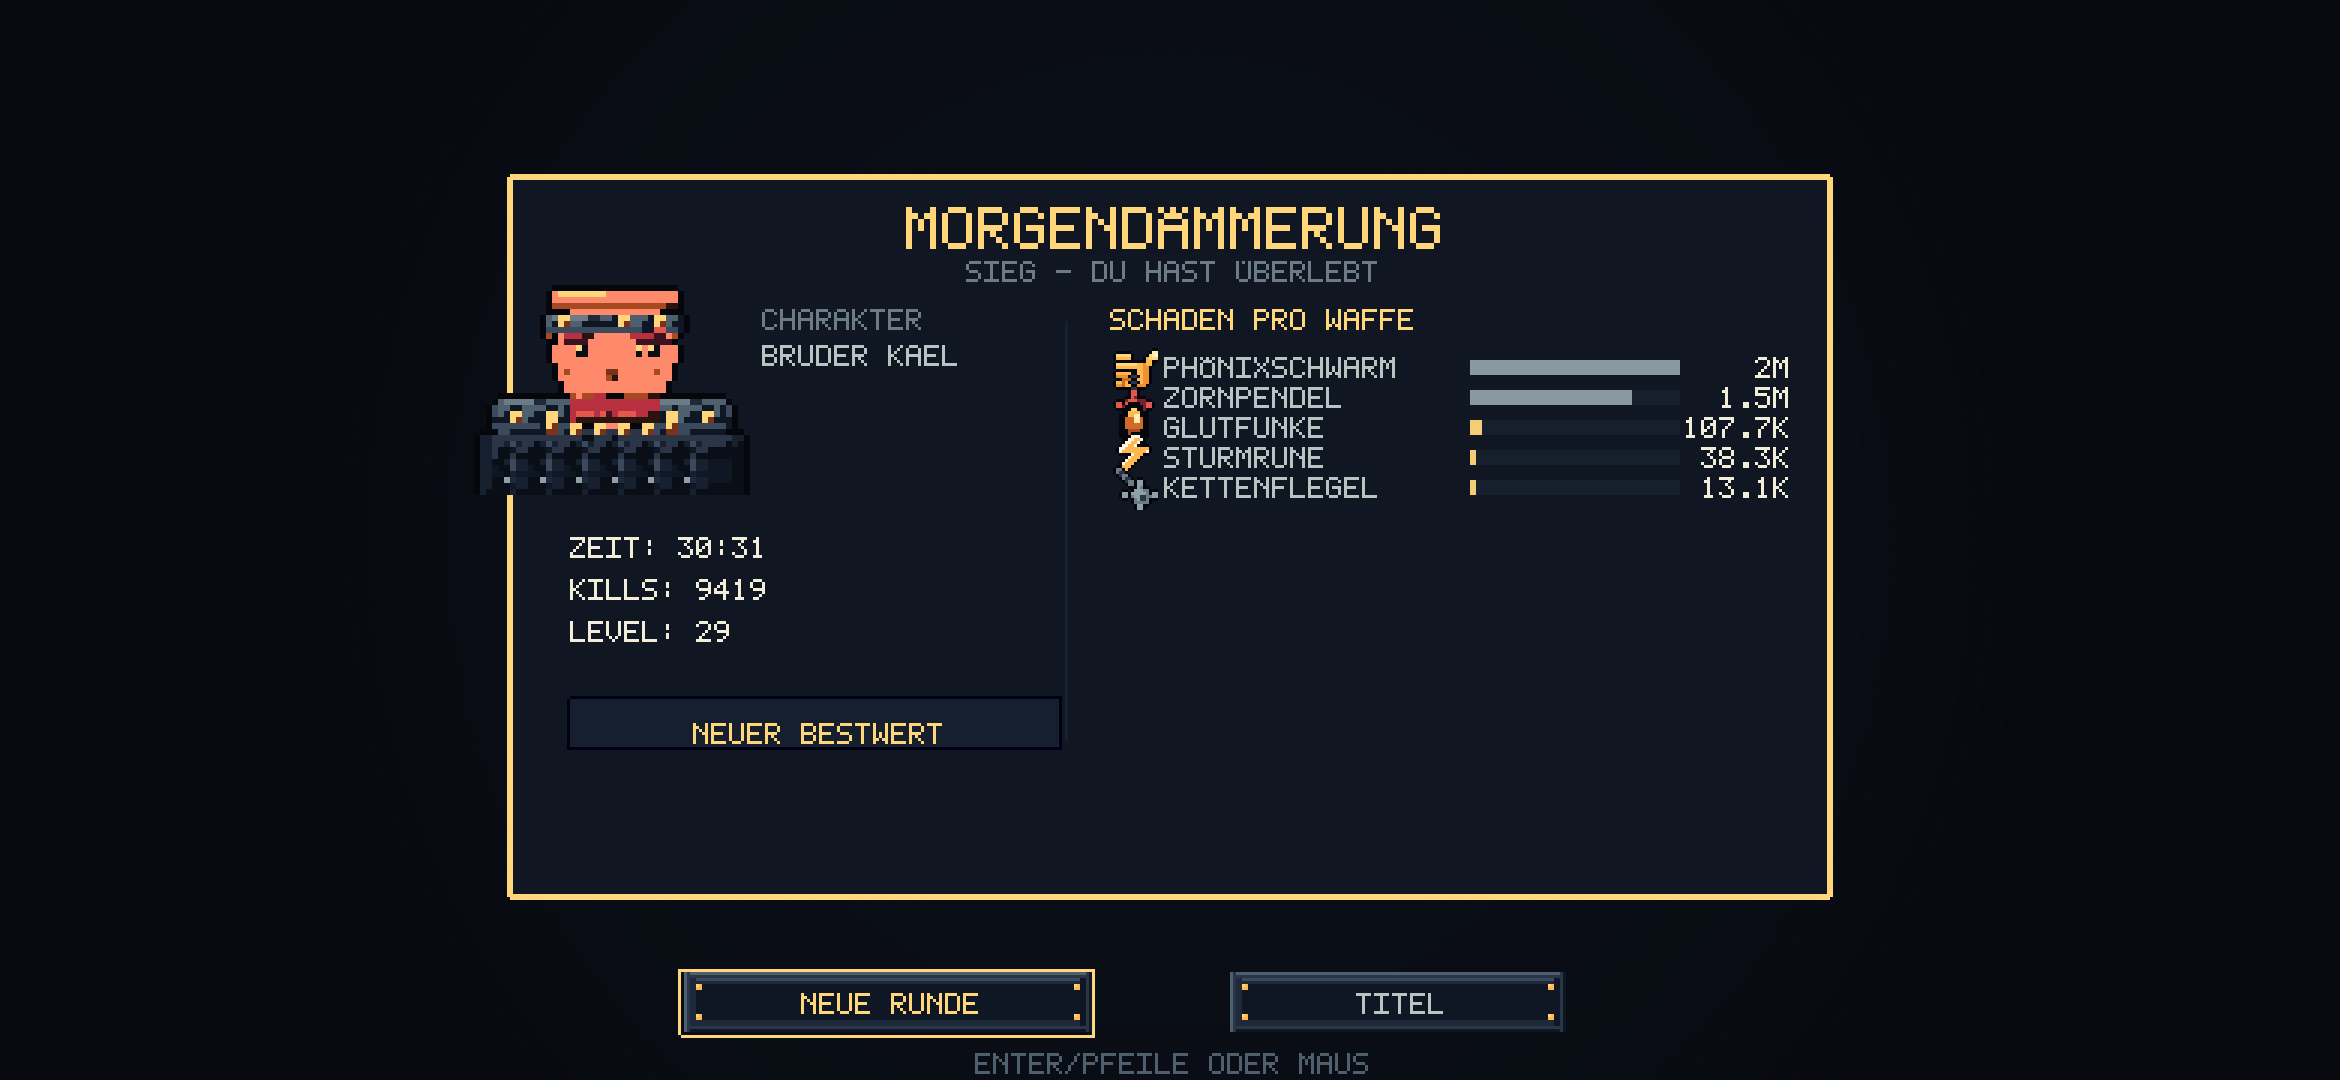 MORGENDÄMMERUNG
SIEG - DU HAST ÜBERLEBT
CHARAKTER
BRUDER KAEL
ZEIT: 30:31
KILLS: 9419
LEVEL: 29
NEUER BESTWERT
SCHADEN PRO WAFFE
PHÖNIXSCHWARM 2M
ZORNPENDEL 1.5M
GLUTFUNKE 107.7K
STURMRUNE 38.3K
KETTENFLEGEL 13.1K
NEUE RUNDE
TITEL
ENTER/PFEILE ODER MAUS